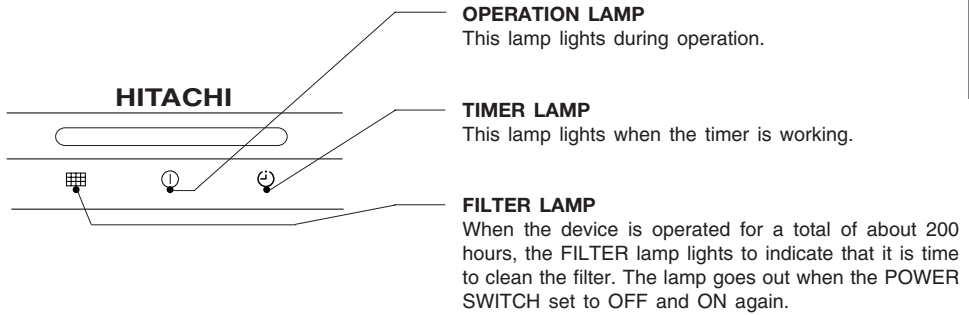 OPERATION LAMP
This lamp lights during operation.
HITACHI
TIMER LAMP
This lamp lights when the timer is working.
FILTER LAMP
When the device is operated for a total of about 200
hours, the FILTER lamp lights to indicate that it is time
to clean the filter. The lamp goes out when the POWER
SWITCH set to OFF and ON again.